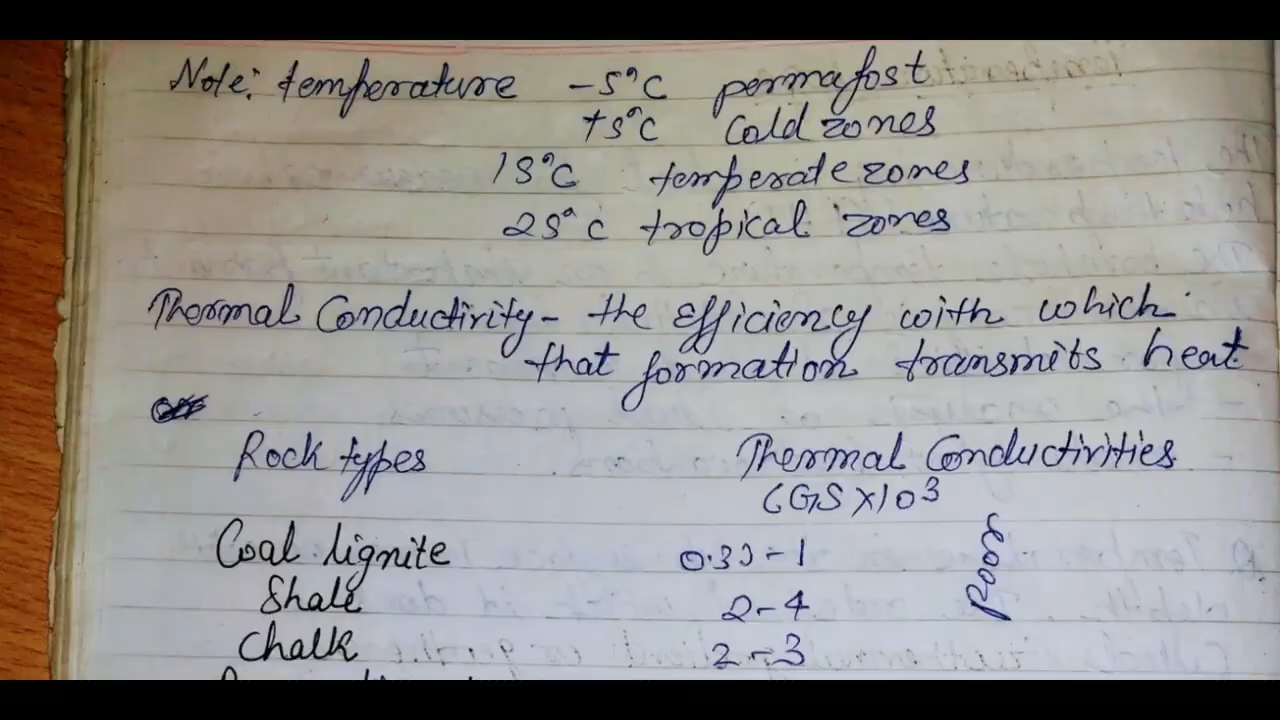 Note: temperature -5°C permafost
+5°C Cold zones
15°C temperate zones
25°C tropical zones
Thermal Conductivity - the efficiency with which
that formation transmits heat
Rock types Thermal Conductivities
CGS X10³
Coal lignite 0.33 - 1
Shale 2-4 Poor
Chalk 2-3